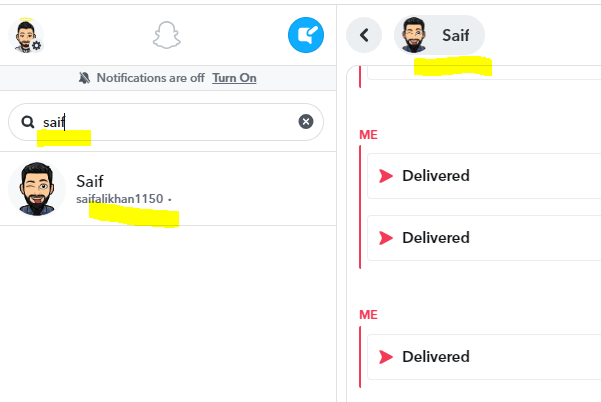 Notifications are off Turn On
saif
Saif
saifalikhan1150 ·
Saif
ME
Delivered
Delivered
ME
Delivered